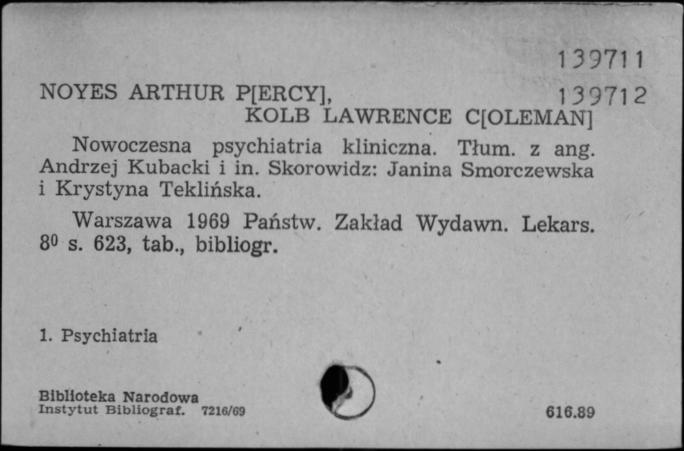 139711
NOYES ARTHUR P[ERCY], 139712
KOLB LAWRENCE C[OLEMAN]
Nowoczesna psychiatria kliniczna. Tłum. z ang.
Andrzej Kubacki i in. Skorowidz: Janina Smorczewska
i Krystyna Teklińska.
Warszawa 1969 Państw. Zakład Wydawn. Lekars.
8⁰ s. 623, tab., bibliogr.
1. Psychiatria
Biblioteka Narodowa
Instytut Bibliograf. 7216/69 616.89